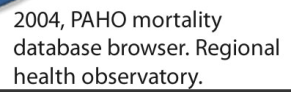 2004, PAHO mortality
database browser. Regional
health observatory.